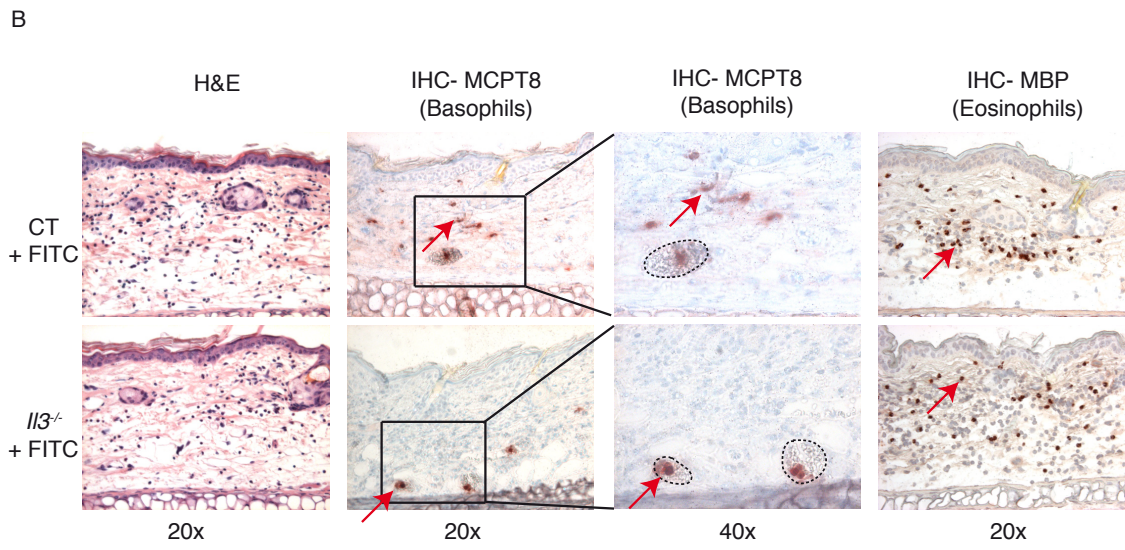 B
H&E
IHC- MCPT8
(Basophils)
IHC- MCPT8
(Basophils)
IHC- MBP
(Eosinophils)
CT
+ FITC
Il3-/-
+ FITC
20x
20x
40x
20x